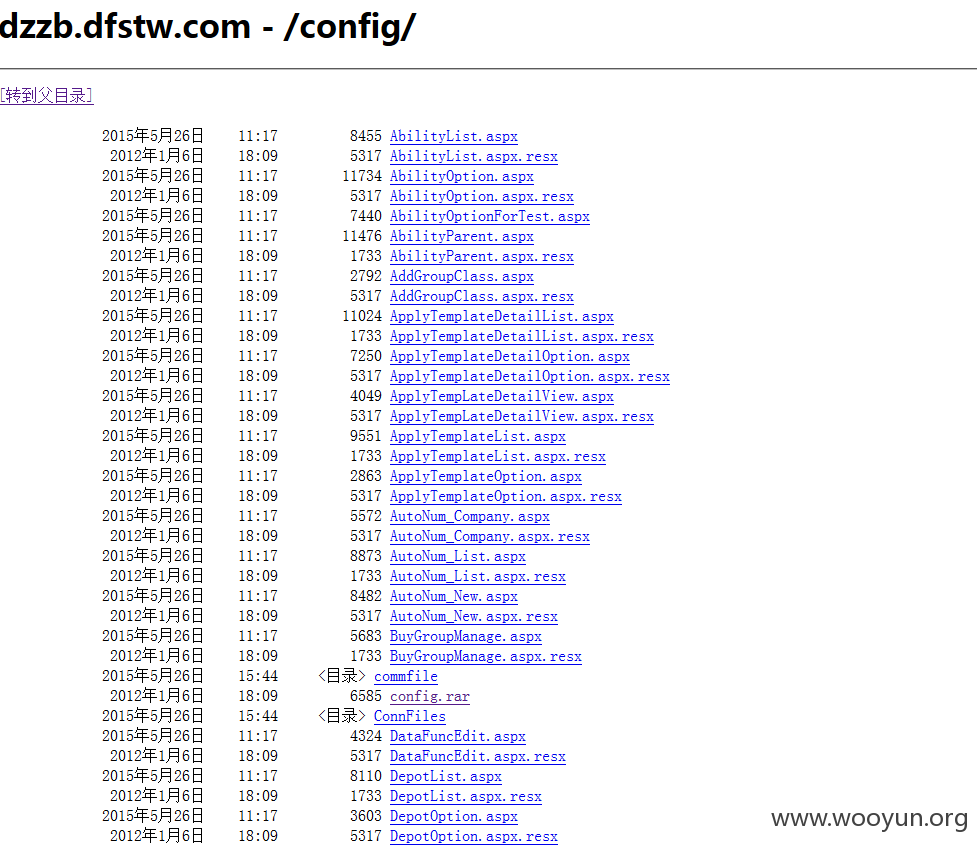 dzzb.dfstw.com - /config/
[转到父目录]
2015年5月26日 11:17 8455 AbilityList.aspx
2012年1月6日 18:09 5317 AbilityList.aspx.resx
2015年5月26日 11:17 11734 AbilityOption.aspx
2012年1月6日 18:09 5317 AbilityOption.aspx.resx
2015年5月26日 11:17 7440 AbilityOptionForTest.aspx
2015年5月26日 11:17 11476 AbilityParent.aspx
2012年1月6日 18:09 1733 AbilityParent.aspx.resx
2015年5月26日 11:17 2792 AddGroupClass.aspx
2012年1月6日 18:09 5317 AddGroupClass.aspx.resx
2015年5月26日 11:17 11024 ApplyTemplateDetailList.aspx
2012年1月6日 18:09 1733 ApplyTemplateDetailList.aspx.resx
2015年5月26日 11:17 7250 ApplyTemplateDetailOption.aspx
2012年1月6日 18:09 5317 ApplyTemplateDetailOption.aspx.resx
2015年5月26日 11:17 4049 ApplyTempLateDetailView.aspx
2012年1月6日 18:09 5317 ApplyTempLateDetailView.aspx.resx
2015年5月26日 11:17 9551 ApplyTemplateList.aspx
2012年1月6日 18:09 1733 ApplyTemplateList.aspx.resx
2015年5月26日 11:17 2863 ApplyTemplateOption.aspx
2012年1月6日 18:09 5317 ApplyTemplateOption.aspx.resx
2015年5月26日 11:17 5572 AutoNum_Company.aspx
2012年1月6日 18:09 5317 AutoNum_Company.aspx.resx
2015年5月26日 11:17 8873 AutoNum_List.aspx
2012年1月6日 18:09 1733 AutoNum_List.aspx.resx
2015年5月26日 11:17 8482 AutoNum_New.aspx
2012年1月6日 18:09 5317 AutoNum_New.aspx.resx
2015年5月26日 11:17 5683 BuyGroupManage.aspx
2012年1月6日 18:09 1733 BuyGroupManage.aspx.resx
2015年5月26日 15:44 <目录> commfile
2012年1月6日 18:09 6585 config.rar
2015年5月26日 15:44 <目录> ConnFiles
2015年5月26日 11:17 4324 DataFuncEdit.aspx
2012年1月6日 18:09 5317 DataFuncEdit.aspx.resx
2015年5月26日 11:17 8110 DepotList.aspx
2012年1月6日 18:09 1733 DepotList.aspx.resx
2015年5月26日 11:17 3603 DepotOption.aspx
2012年1月6日 18:09 5317 DepotOption.aspx.resx
www.wooyun.org